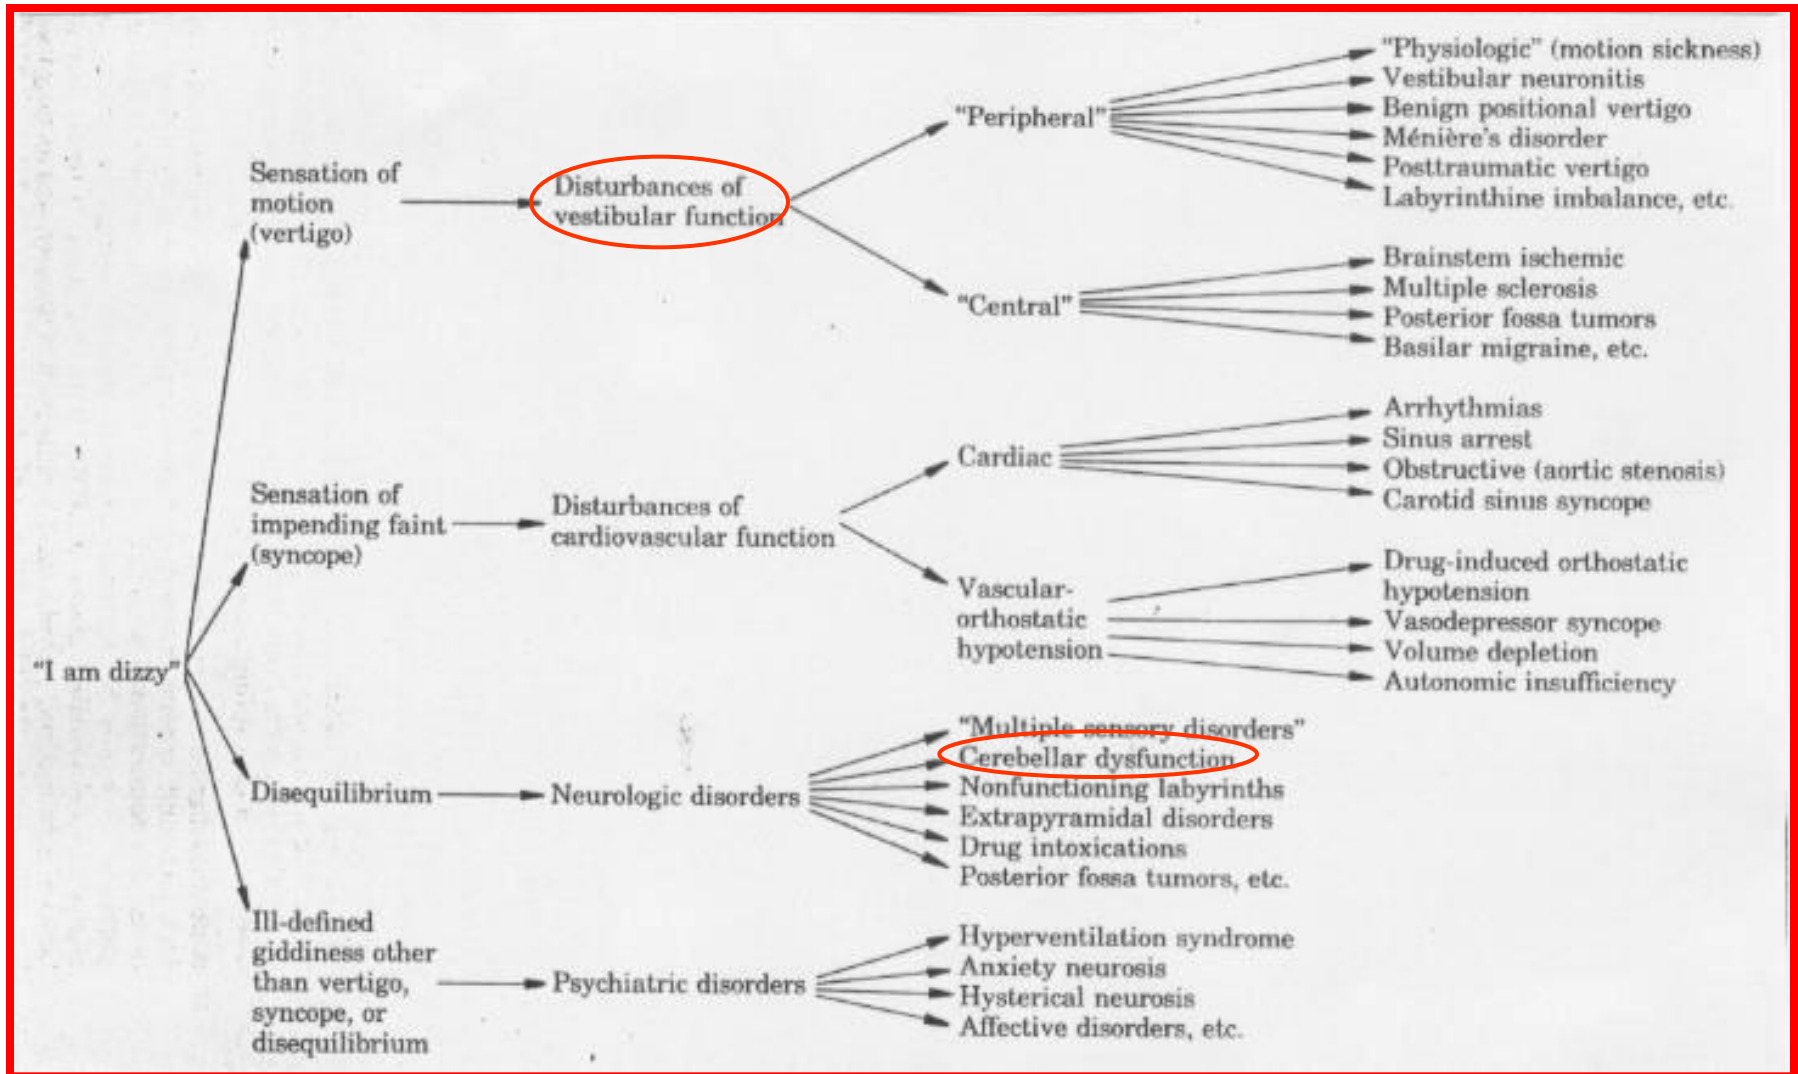 "I am dizzy"
Sensation of
motion
(vertigo)
Disturbances of
vestibular function
"Peripheral"
"Physiologic" (motion sickness)
Vestibular neuronitis
Benign positional vertigo
Ménière's disorder
Posttraumatic vertigo
Labyrinthine imbalance, etc.
"Central"
Brainstem ischemic
Multiple sclerosis
Posterior fossa tumors
Basilar migraine, etc.
Sensation of
impending faint
(syncope)
Disturbances of
cardiovascular function
Cardiac
Arrhythmias
Sinus arrest
Obstructive (aortic stenosis)
Carotid sinus syncope
Vascular-
orthostatic
hypotension
Drug-induced orthostatic
hypotension
Vasodepressor syncope
Volume depletion
Autonomic insufficiency
Disequilibrium
Neurologic disorders
"Multiple sensory disorders"
Cerebellar dysfunction
Nonfunctioning labyrinths
Extrapyramidal disorders
Drug intoxications
Posterior fossa tumors, etc.
Ill-defined
giddiness other
than vertigo,
syncope, or
disequilibrium
Psychiatric disorders
Hyperventilation syndrome
Anxiety neurosis
Hysterical neurosis
Affective disorders, etc.